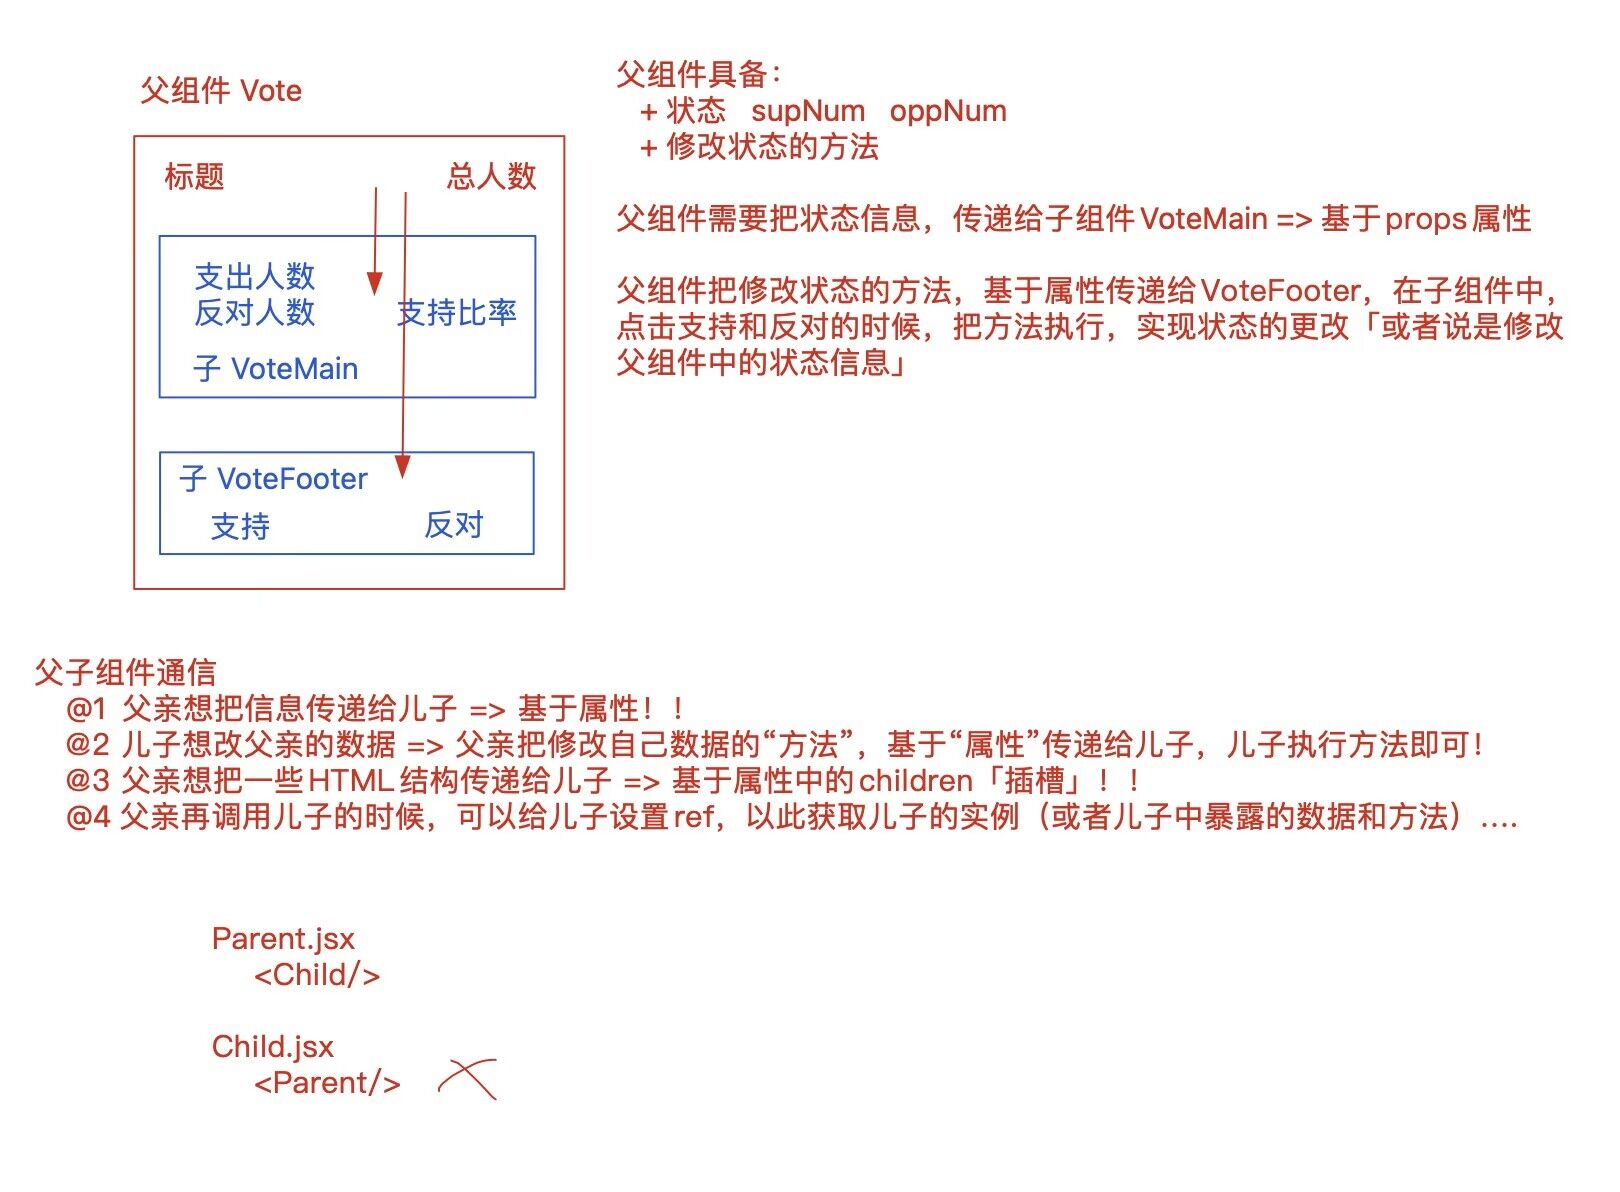 父组件 Vote
标题 总人数
支出人数
反对人数 支持比率
子 VoteMain
子 VoteFooter
支持 反对
父组件具备：
+ 状态 supNum oppNum
+ 修改状态的方法
父组件需要把状态信息，传递给子组件VoteMain => 基于props属性
父组件把修改状态的方法，基于属性传递给VoteFooter，在子组件中，
点击支持和反对的时候，把方法执行，实现状态的更改「或者说是修改
父组件中的状态信息」
父子组件通信
@1 父亲想把信息传递给儿子 => 基于属性！！
@2 儿子想改父亲的数据 => 父亲把修改自己数据的“方法”，基于“属性”传递给儿子，儿子执行方法即可！
@3 父亲想把一些HTML结构传递给儿子 => 基于属性中的children「插槽」！！
@4 父亲再调用儿子的时候，可以给儿子设置ref，以此获取儿子的实例（或者儿子中暴露的数据和方法）....
Parent.jsx
<Child/>
Child.jsx
<Parent/>